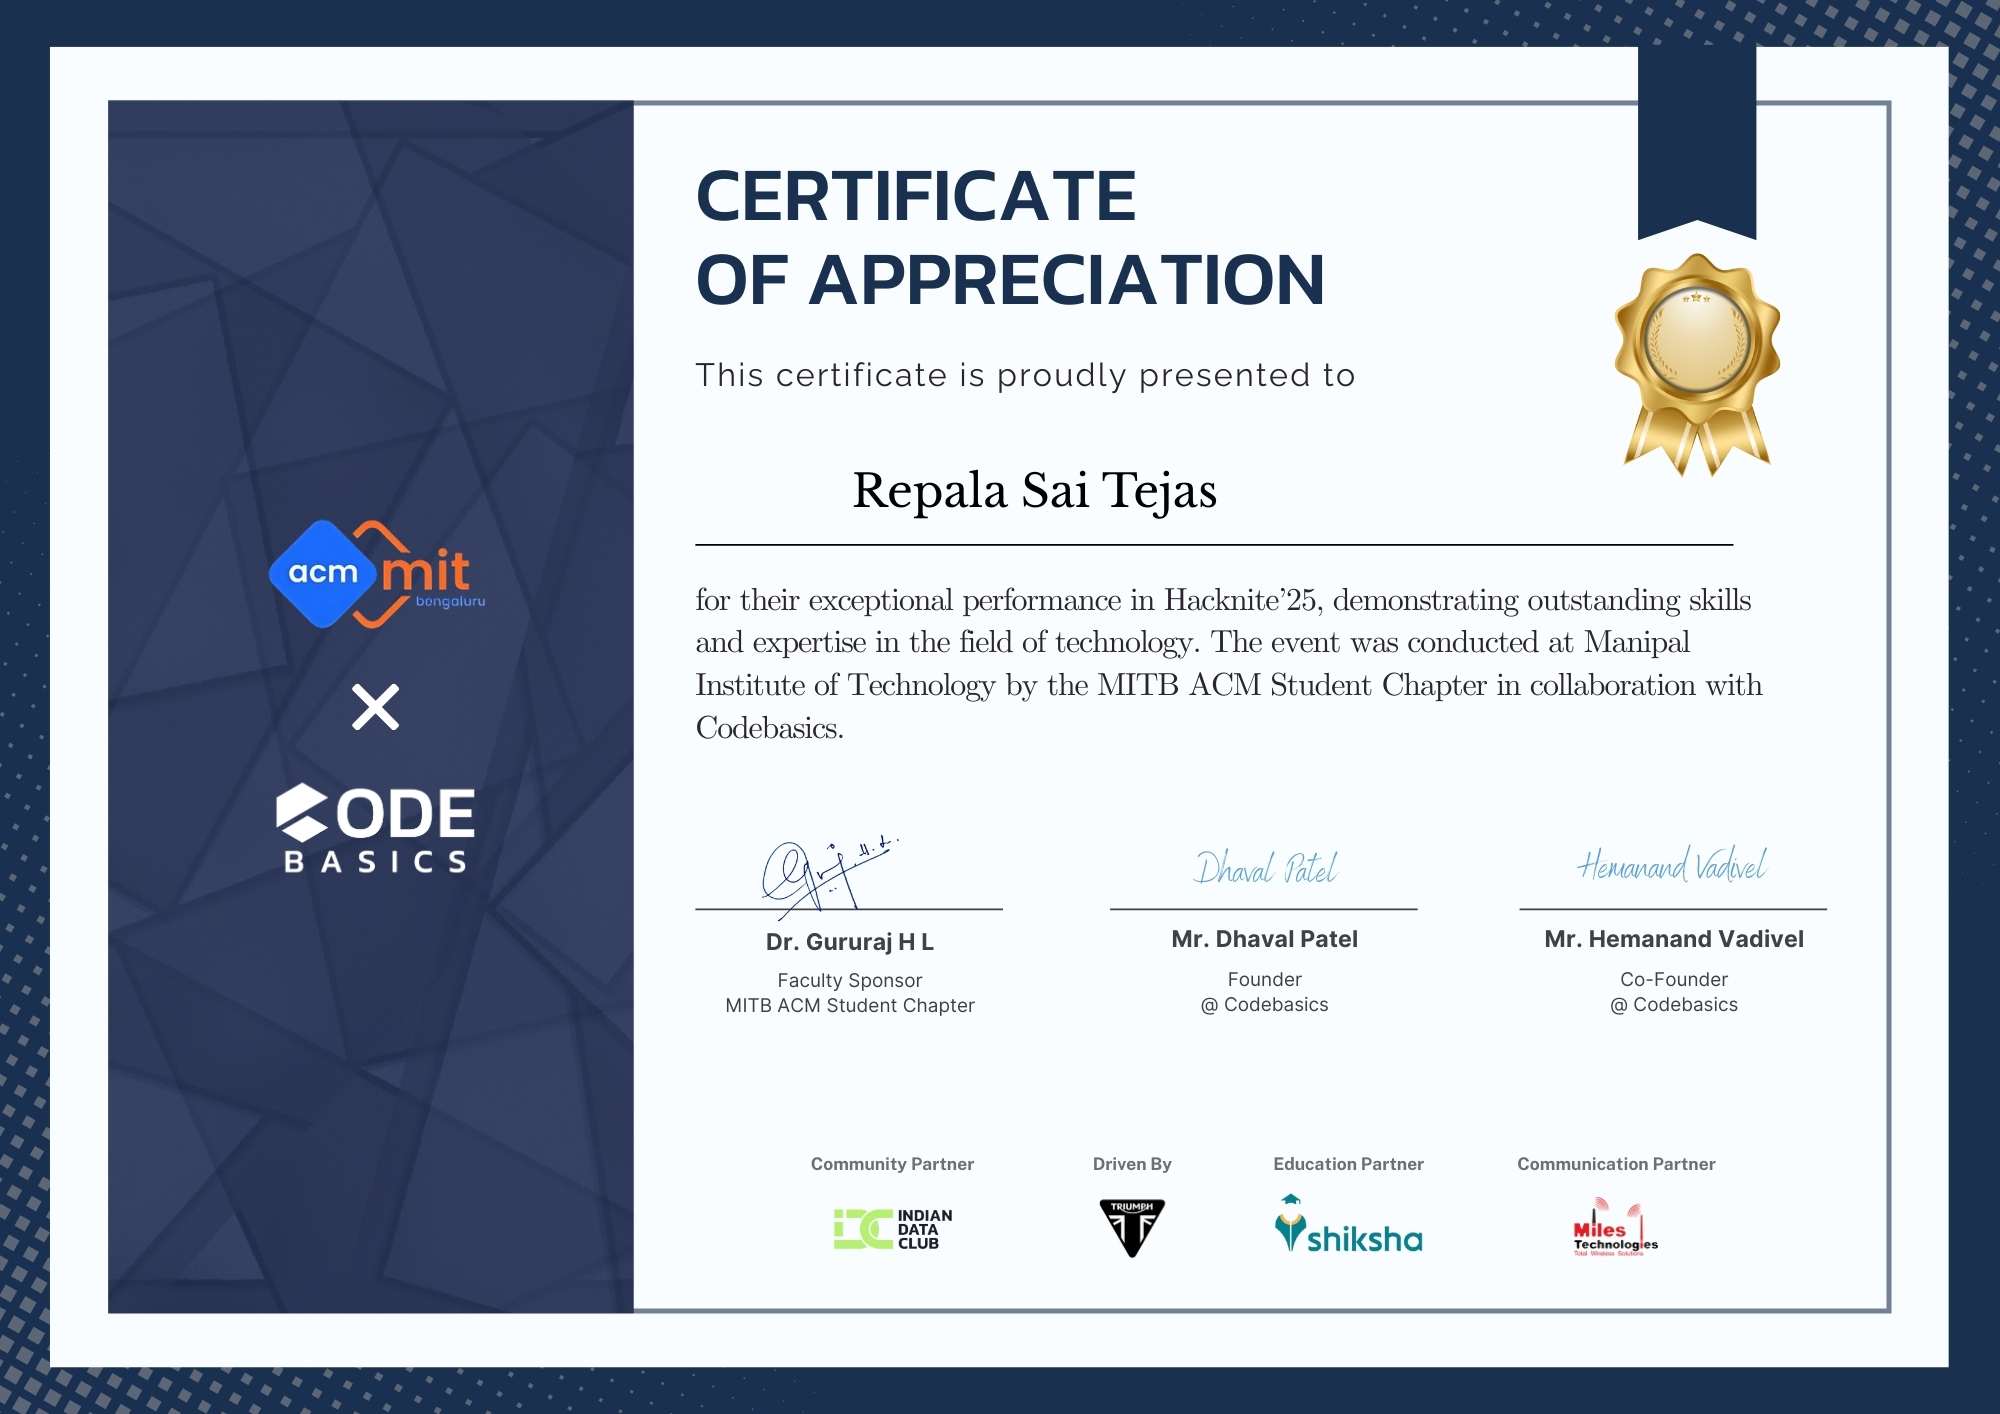 CERTIFICATE
OF APPRECIATION
This certificate is proudly presented to
Repala Sai Tejas
for their exceptional performance in Hacknite’25, demonstrating outstanding skills
and expertise in the field of technology. The event was conducted at Manipal
Institute of Technology by the MITB ACM Student Chapter in collaboration with
Codebasics.
acm mit
bengaluru
CODE
BASICS
Dhaval Patel
Hemanand Vadivel
Dr. Gururaj H L
Faculty Sponsor
MITB ACM Student Chapter
Mr. Dhaval Patel
Founder
@ Codebasics
Mr. Hemanand Vadivel
Co-Founder
@ Codebasics
Community Partner
INDIAN
DATA
CLUB
Driven By
TRIUMPH
Education Partner
shiksha
Communication Partner
Miles
Technologies
Total Wireless Solutions